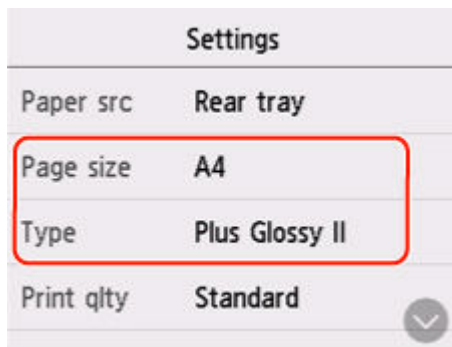 Settings
Paper src Rear tray
Page size A4
Type Plus Glossy II
Print qlty Standard